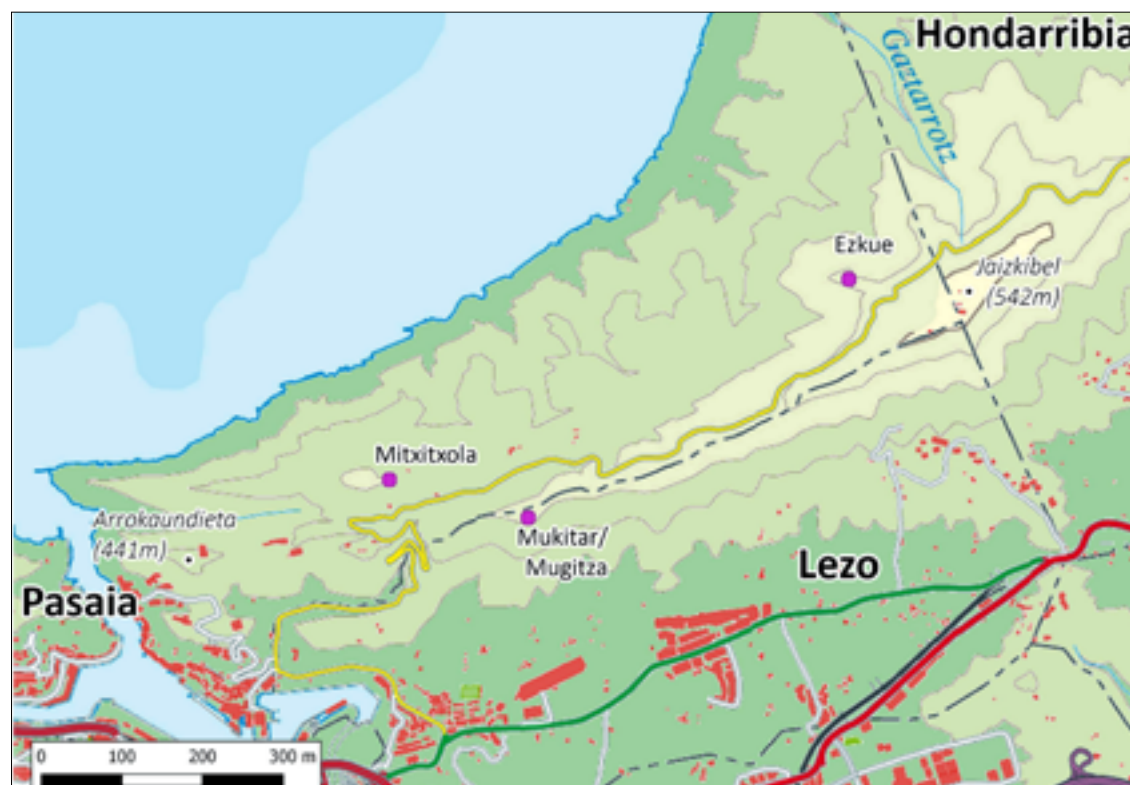 Hondarribia
Gaztarrotz
Ezkue
Jaizkibel
(542m)
Mitxitxola
Arrokaundieta
(441m)
Mukitar/
Mugitza
Lezo
Pasaia
0 100 200 300 m